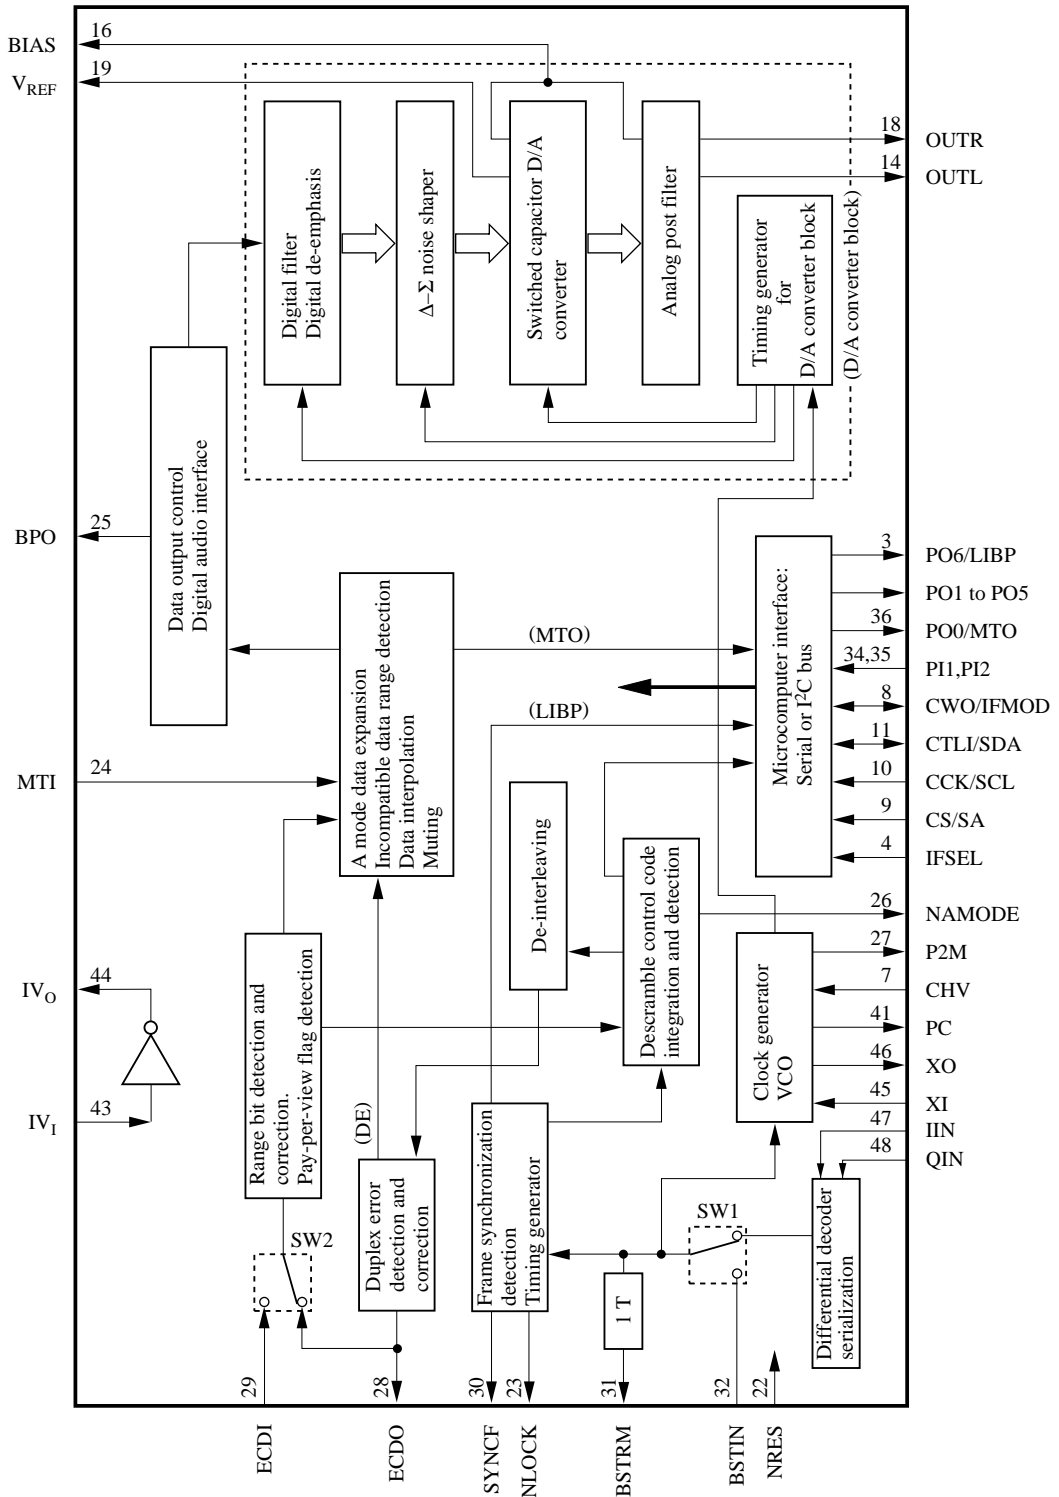 BIAS
16
V_REF
19
18
OUTR
14
OUTL
Digital filter
Digital de-emphasis
Δ–Σ noise shaper
Switched capacitor D/A
converter
Analog post filter
Timing generator
for
D/A converter block
(D/A converter block)
Data output control
Digital audio interface
BPO
25
MTI
24
A mode data expansion
Incompatible data range detection
Data interpolation
Muting
(MTO)
(LIBP)
Microcomputer interface:
Serial or I²C bus
3
PO6/LIBP
PO1 to PO5
36
PO0/MTO
34,35
PI1,PI2
8
CWO/IFMOD
11
CTLI/SDA
10
CCK/SCL
9
CS/SA
4
IFSEL
26
NAMODE
27
P2M
7
CHV
41
PC
46
XO
45
XI
47
IIN
48
QIN
De-interleaving
Descramble control code
integration and detection
Clock generator
VCO
IV_O
44
IV_I
43
Range bit detection and
correction.
Pay-per-view flag detection
(DE)
Duplex error
detection and
correction
Frame synchronization
detection
Timing generator
SW2
SW1
1 T
Differential decoder
serialization
29
28
30
23
31
32
22
ECDI
ECDO
SYNCF
NLOCK
BSTRM
BSTIN
NRES